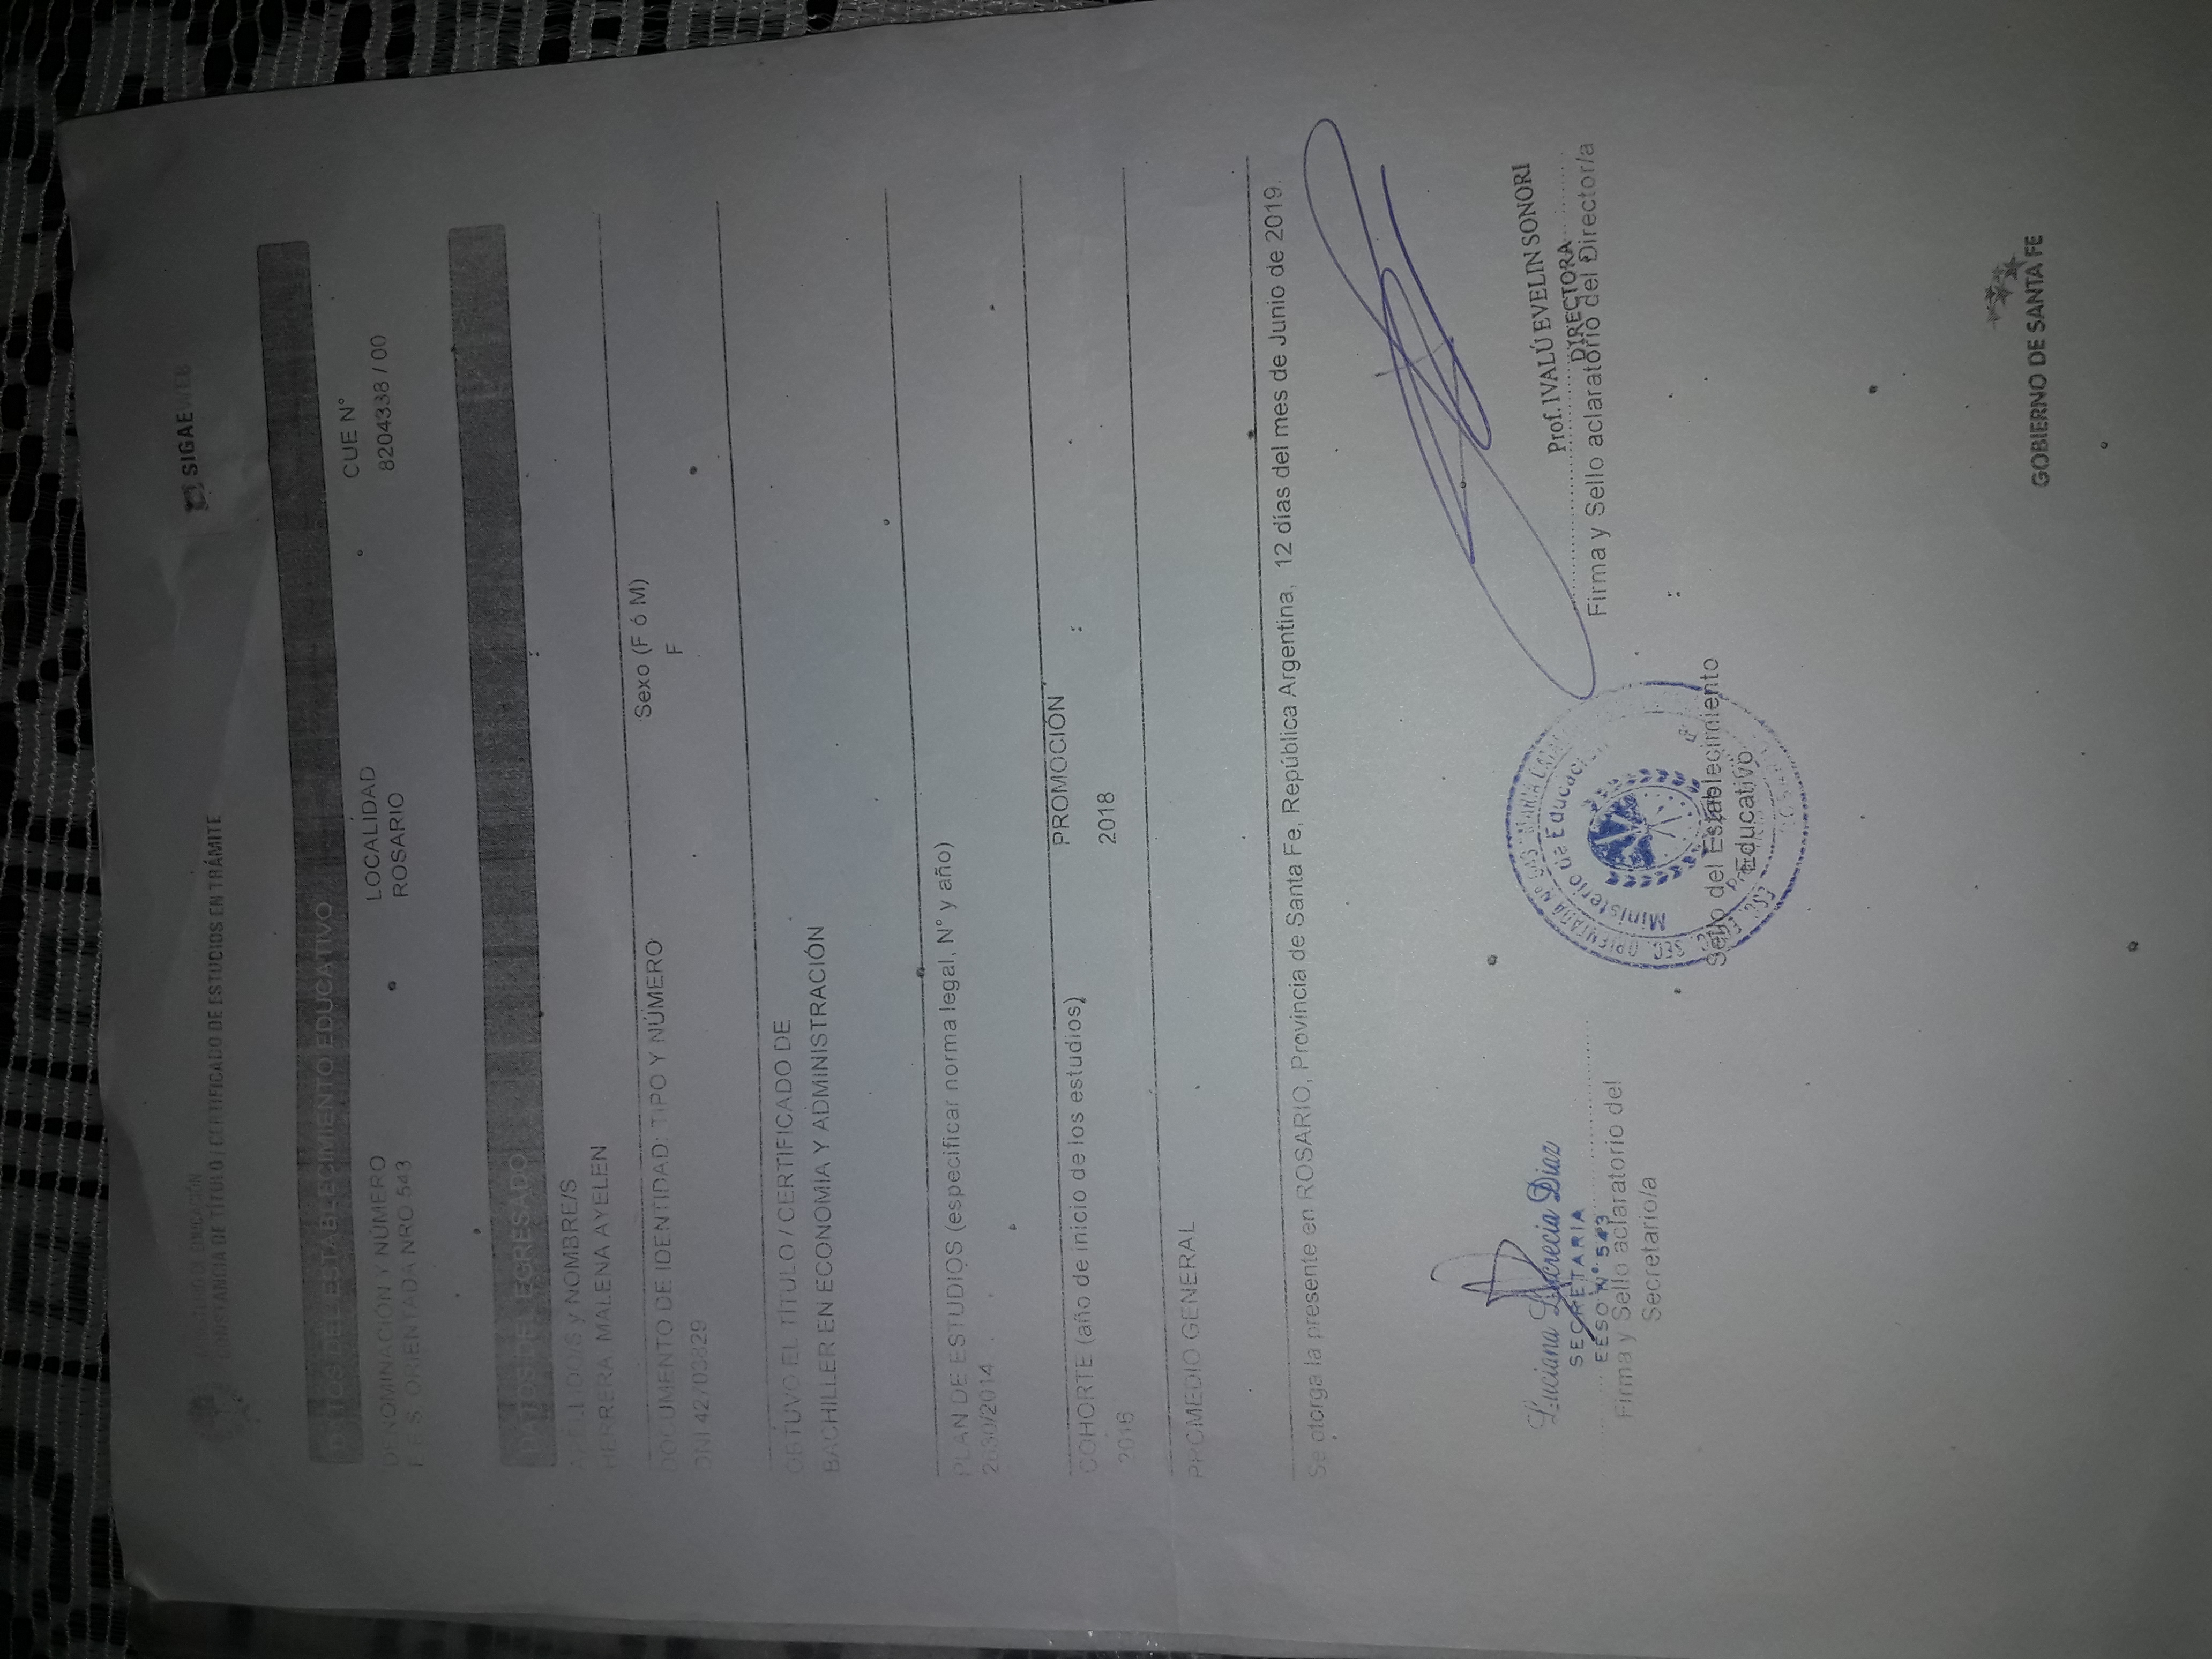 MINISTERIO DE EDUCACIÓN
CONSTANCIA DE TÍTULO / CERTIFICADO DE ESTUDIOS EN TRÁMITE
SIGAEWEB
DATOS DEL ESTABLECIMIENTO EDUCATIVO
DENOMINACIÓN Y NÚMERO LOCALIDAD CUE N°
E.E.S. ORIENTADA NRO 543 ROSARIO 8204338 / 00
DATOS DEL EGRESADO
APELLIDO/S y NOMBRE/S
HERRERA, MALENA AYELEN
DOCUMENTO DE IDENTIDAD: TIPO Y NÚMERO Sexo (F ó M)
DNI 42703829 F
OBTUVO EL TÍTULO / CERTIFICADO DE
BACHILLER EN ECONOMÍA Y ADMINISTRACIÓN
PLAN DE ESTUDIOS (especificar norma legal, N° y año)
2630/2014
COHORTE (año de inicio de los estudios) PROMOCIÓN
2016 2018
PROMEDIO GENERAL
Se otorga la presente en ROSARIO, Provincia de Santa Fe, República Argentina, 12 días del mes de Junio de 2019.
Luciana Lucrecia Diaz
SECRETARIA
EESO N° 543
Firma y Sello aclaratorio del
Secretario/a
ESC. SEC. ORIENTADA Nº 543 "MARIA
Ministerio de Educación
Sello del Establecimiento
Educativo
Prof. IVALÚ EVELIN SONORI
DIRECTORA
Firma y Sello aclaratorio del Director/a
GOBIERNO DE SANTA FE